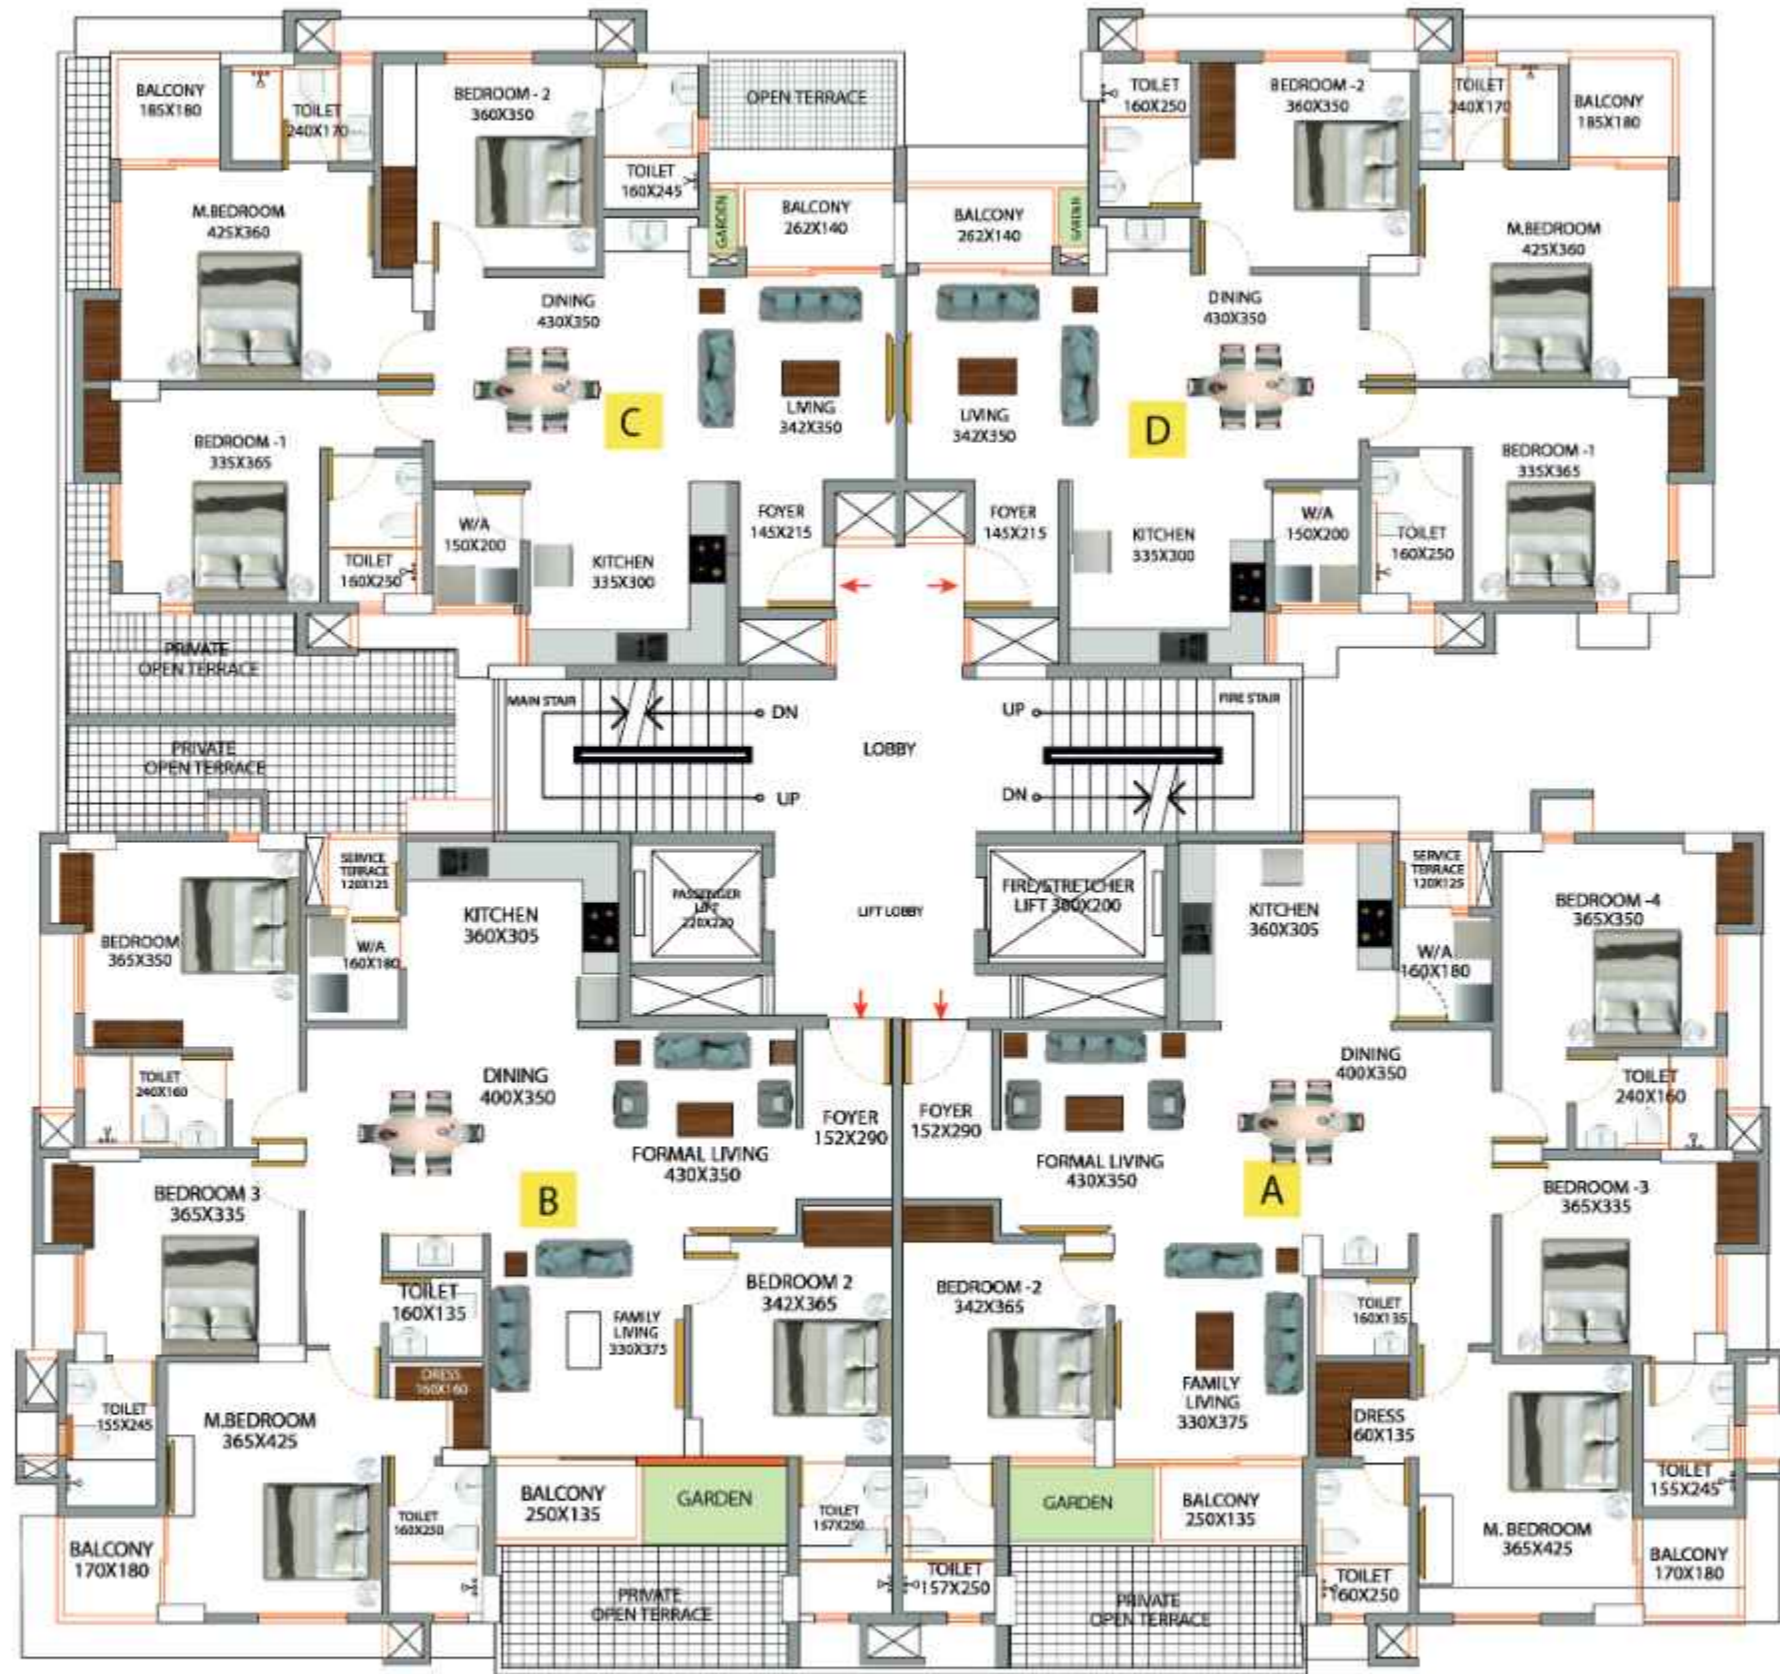 BALCONY
185X180
TOILET
240X170
BEDROOM - 2
360X350
TOILET
160X245
OPEN TERRACE
M.BEDROOM
425X360
GARDEN
BALCONY
262X140
DINING
430X350
LIVING
342X350
C
BEDROOM -1
335X365
TOILET
160X250
W/A
150X200
KITCHEN
335X300
FOYER
145X215
PRIVATE
OPEN TERRACE
TOILET
160X250
BEDROOM -2
360X350
TOILET
240X170
BALCONY
185X180
BALCONY
262X140
GARDEN
M.BEDROOM
425X360
DINING
430X350
LIVING
342X350
D
BEDROOM -1
335X365
FOYER
145X215
KITCHEN
335X300
W/A
150X200
TOILET
160X250
MAIN STAIR
DN
UP
LOBBY
UP
DN
FIRE STAIR
PASSENGER
LIFT
220X220
LIFT LOBBY
FIRE/STRETCHER
LIFT 300X200
PRIVATE
OPEN TERRACE
SERVICE
TERRACE
120X125
BEDROOM
365X350
W/A
160X180
KITCHEN
360X305
TOILET
240X160
DINING
400X350
FOYER
152X290
FORMAL LIVING
430X350
B
BEDROOM 3
365X335
TOILET
160X135
FAMILY
LIVING
330X375
BEDROOM 2
342X365
DRESS
160X160
TOILET
155X245
M.BEDROOM
365X425
TOILET
160X250
BALCONY
170X180
BALCONY
250X135
GARDEN
TOILET
157X250
PRIVATE
OPEN TERRACE
KITCHEN
360X305
SERVICE
TERRACE
120X125
W/A
160X180
BEDROOM -4
365X350
DINING
400X350
TOILET
240X160
FOYER
152X290
FORMAL LIVING
430X350
A
BEDROOM -3
365X335
BEDROOM -2
342X365
TOILET
160X135
FAMILY
LIVING
330X375
DRESS
160X135
TOILET
155X245
GARDEN
BALCONY
250X135
M. BEDROOM
365X425
BALCONY
170X180
TOILET
157X250
PRIVATE
OPEN TERRACE
TOILET
160X250